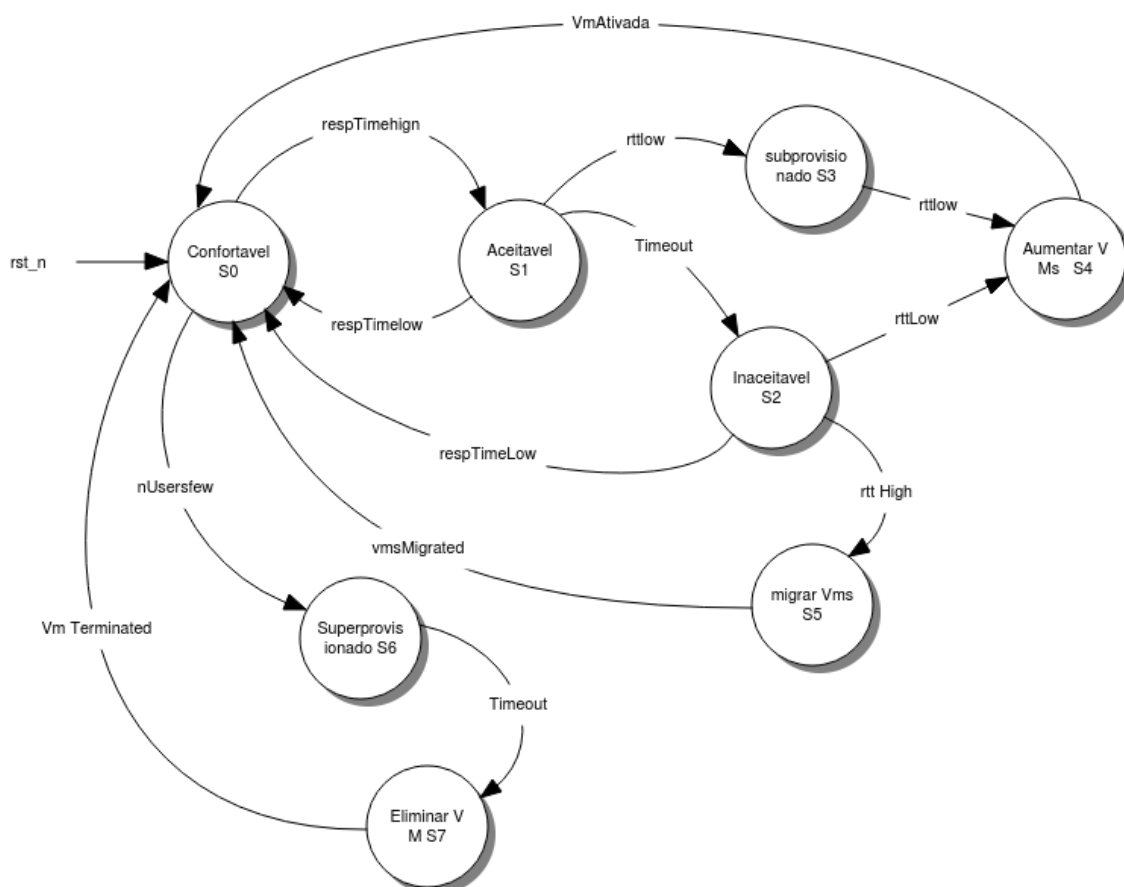 VmAtivada
respTimehign
rttlow
subprovisio
nado S3
rttlow
Confortavel
S0
Aceitavel
S1
Timeout
Aumentar V
Ms S4
rst_n
respTimelow
rttLow
Inaceitavel
S2
respTimeLow
nUsersfew
rtt High
vmsMigrated
migrar Vms
S5
Vm Terminated
Superprovis
ionado S6
Timeout
Eliminar V
M S7